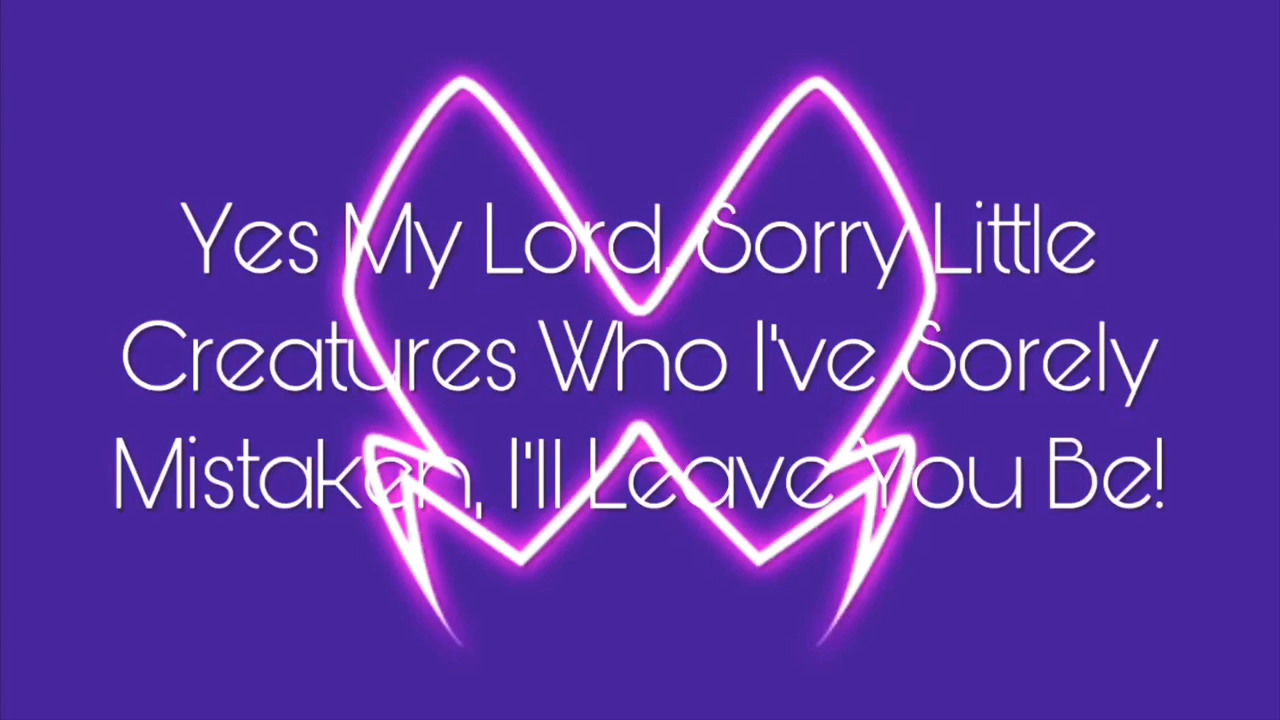 Yes My Lord, Sorry Little
Creatures Who I've Sorely
Mistaken, I'll Leave You Be!